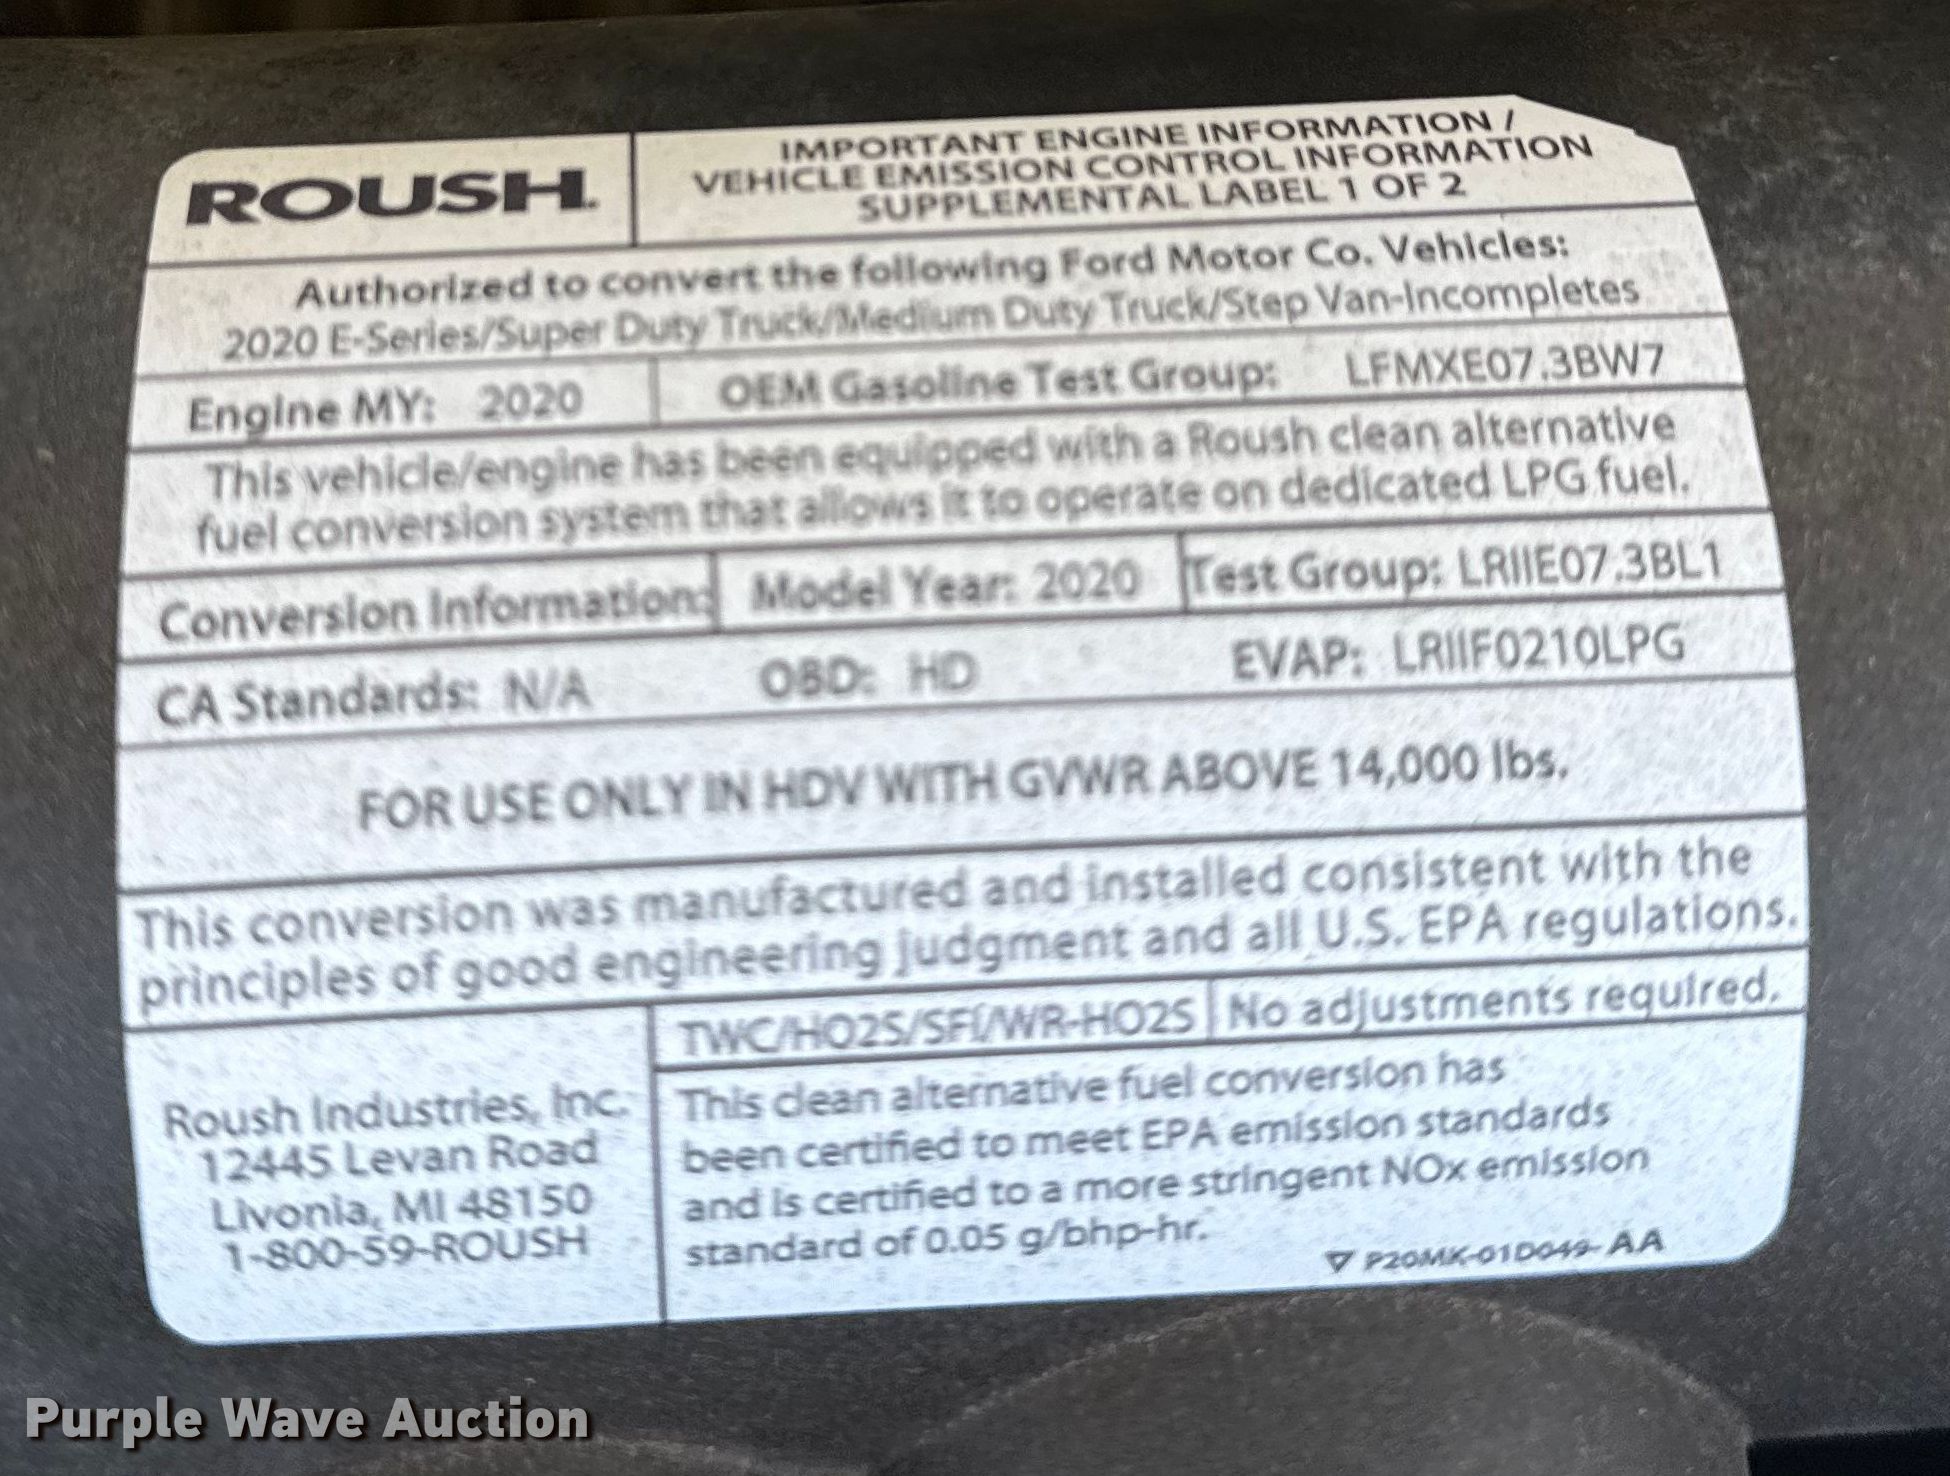 ROUSH.
IMPORTANT ENGINE INFORMATION /
VEHICLE EMISSION CONTROL INFORMATION
SUPPLEMENTAL LABEL 1 OF 2
Authorized to convert the following Ford Motor Co. Vehicles:
2020 E-Series/Super Duty Truck/Medium Duty Truck/Step Van-Incompletes
Engine MY: 2020 OEM Gasoline Test Group: LFMXE07.3BW7
This vehicle/engine has been equipped with a Roush clean alternative
fuel conversion system that allows it to operate on dedicated LPG fuel.
Conversion Information: Model Year: 2020 Test Group: LRIIE07.3BL1
CA Standards: N/A OBD: HD EVAP: LRIIF0210LPG
FOR USE ONLY IN HDV WITH GVWR ABOVE 14,000 lbs.
This conversion was manufactured and installed consistent with the
principles of good engineering judgment and all U.S. EPA regulations.
Roush Industries, Inc.
12445 Levan Road
Livonia, MI 48150
1-800-59-ROUSH
TWC/HO2S/SFI/WR-HO2S No adjustments required.
This clean alternative fuel conversion has
been certified to meet EPA emission standards
and is certified to a more stringent NOx emission
standard of 0.05 g/bhp-hr.
P20MK-01D049-AA
Purple Wave Auction